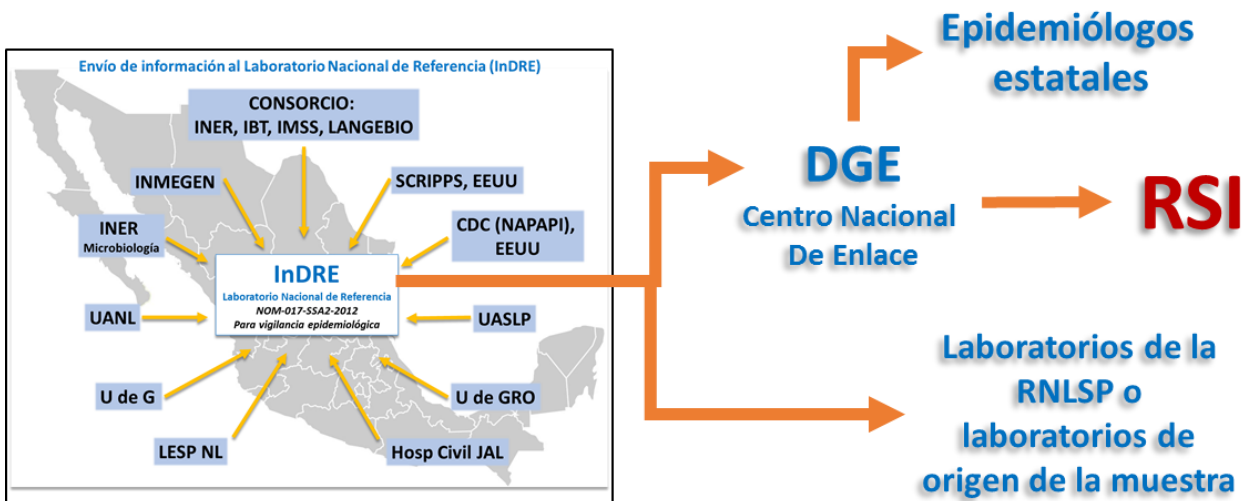 Envío de información al Laboratorio Nacional de Referencia (InDRE)
CONSORCIO:
INER, IBT, IMSS, LANGEBIO
INMEGEN
SCRIPPS, EEUU
INER
Microbiología
CDC (NAPAPI),
EEUU
InDRE
Laboratorio Nacional de Referencia
NOM-017-SSA2-2012
Para vigilancia epidemiológica
UANL
UASLP
U de G
U de GRO
LESP NL
Hosp Civil JAL
Epidemiólogos
estatales
DGE
Centro Nacional
De Enlace
RSI
Laboratorios de la
RNLSP o
laboratorios de
origen de la muestra